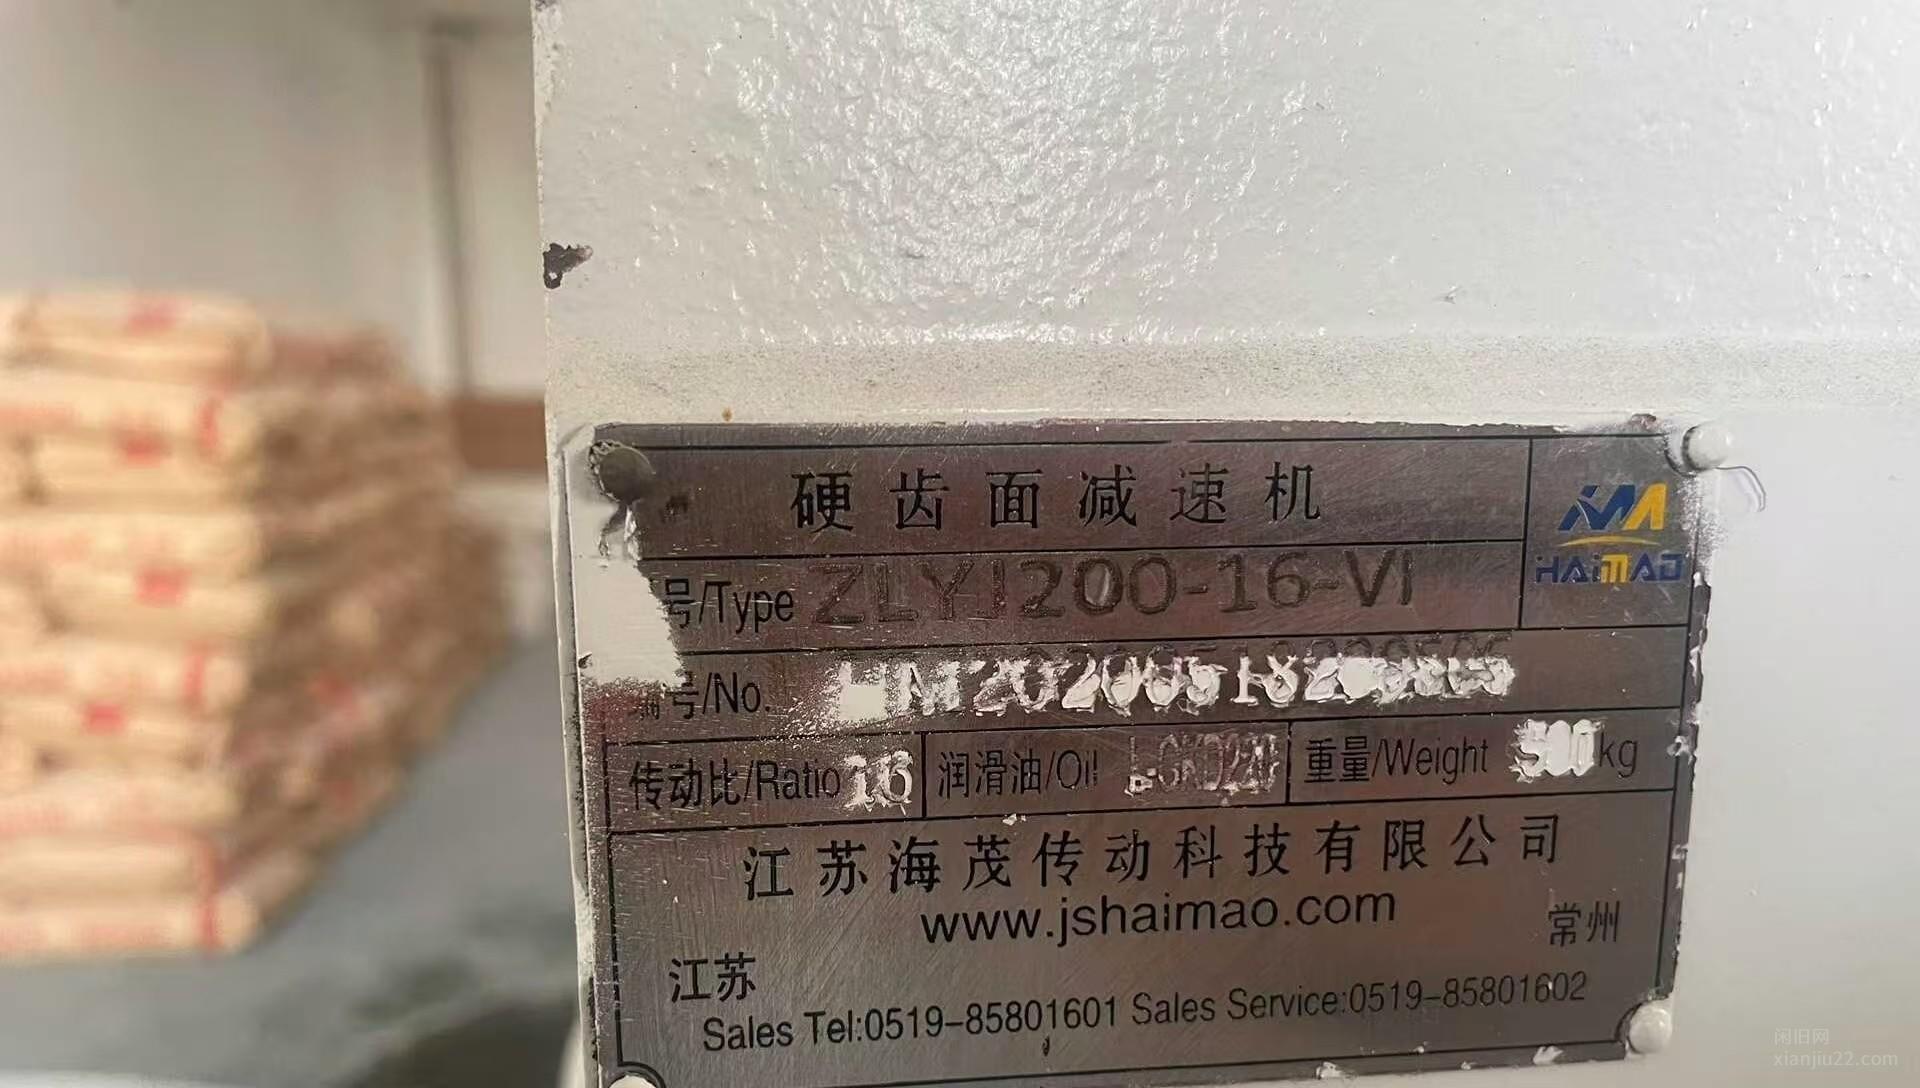 硬齿面减速机
HAIMAO
号/Type ZLYJ200-16-VI
号/No.
传动比/Ratio 16 润滑油/Oil L-CKD220 重量/Weight 500kg
江苏海茂传动科技有限公司
www.jshaimao.com
江苏 常州
Sales Tel:0519-85801601 Sales Service:0519-85801602
闲旧网
xianjiu22.com